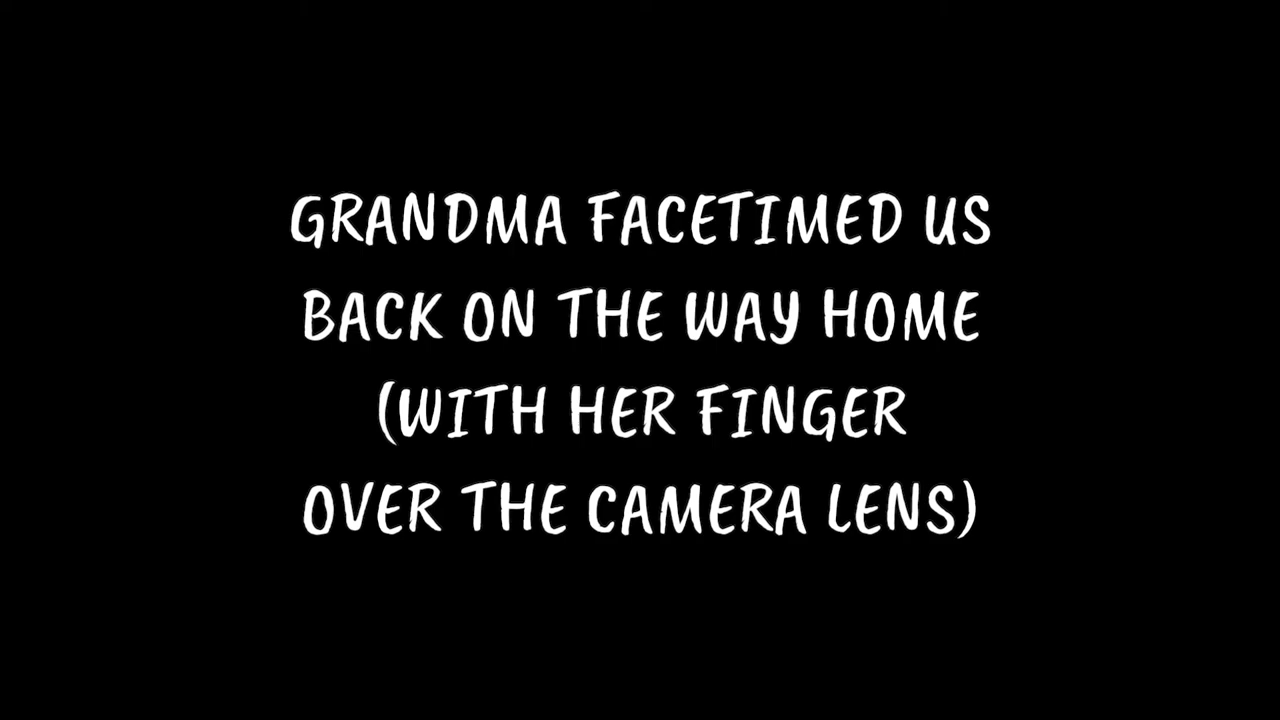 GRANDMA FACETIMED US
BACK ON THE WAY HOME
(WITH HER FINGER
OVER THE CAMERA LENS)